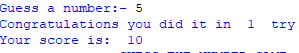 Guess a number:- 5
Congratulations you did it in  1  try
Your score is:  10